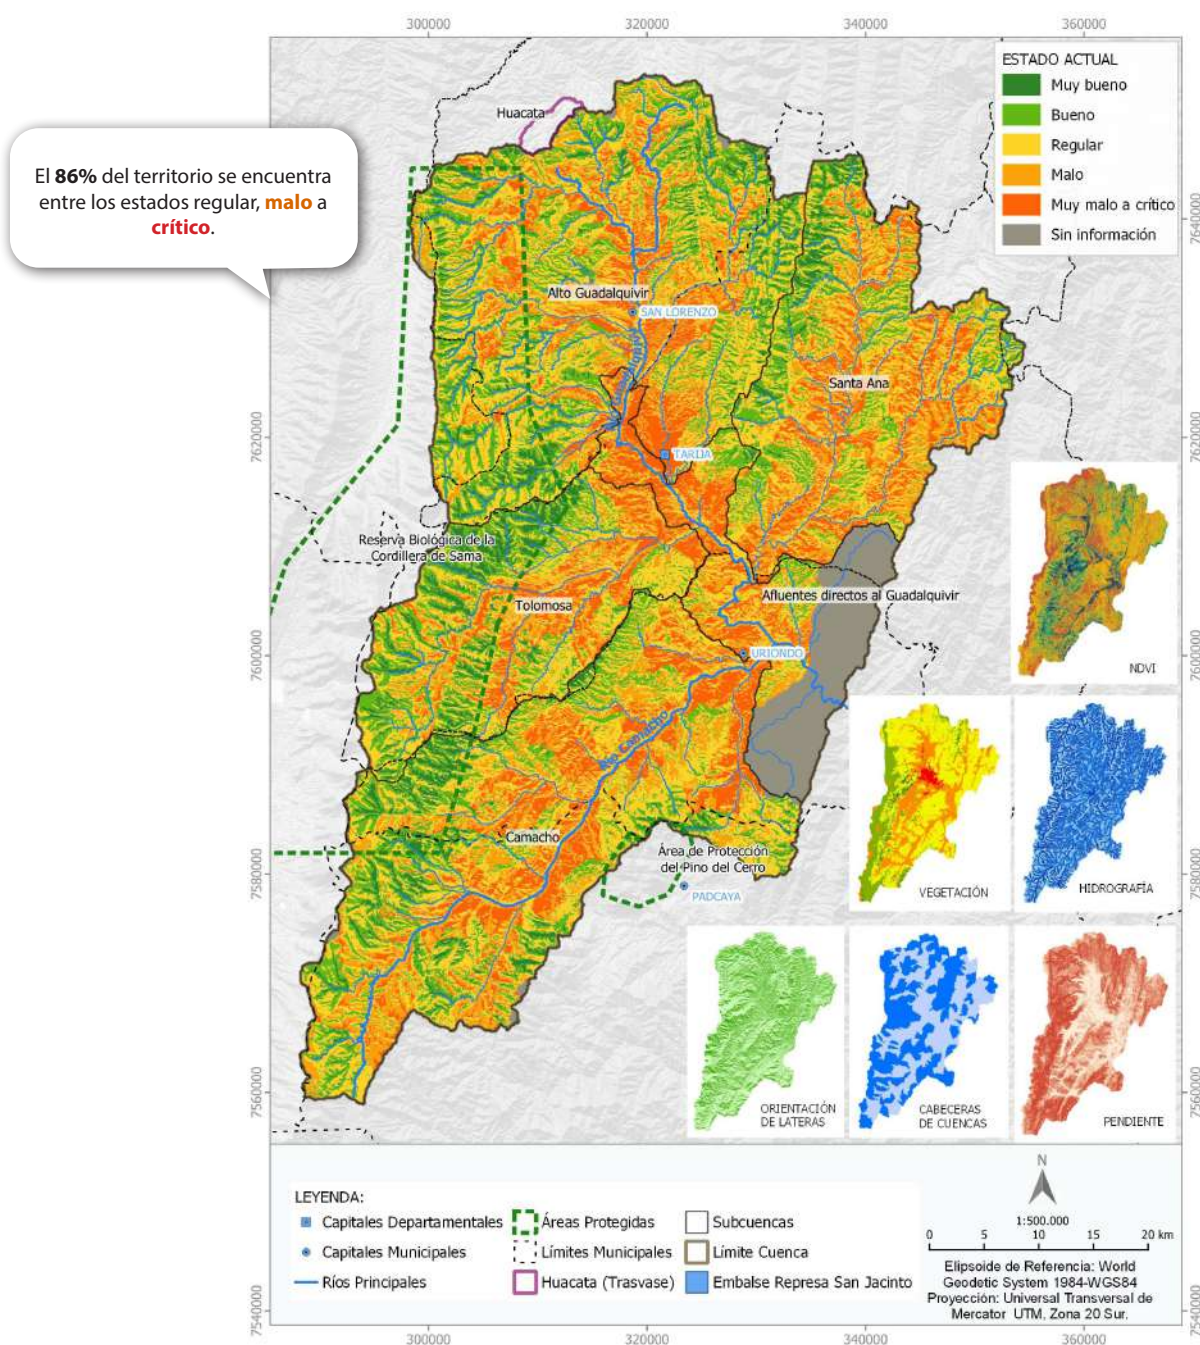 300000
320000
340000
360000
ESTADO ACTUAL
Muy bueno
Bueno
Regular
Malo
Muy malo a crítico
Sin información
Huacata
El 86% del territorio se encuentra
entre los estados regular, malo a
crítico.
7640000
7640000
Alto Guadalquivir
SAN LORENZO
Santa Ana
7620000
7620000
TARIJA
Reserva Biológica de la
Cordillera de Sama
Tolomosa
Afluentes directos al Guadalquivir
URIONDO
7600000
7600000
NDVI
Río Camacho
Camacho
Área de Protección
del Pino del Cerro
PADCAYA
7580000
7580000
VEGETACIÓN
HIDROGRAFÍA
7560000
7560000
ORIENTACIÓN
DE LATERAS
CABECERAS
DE CUENCAS
PENDIENTE
LEYENDA:
Capitales Departamentales
Áreas Protegidas
Subcuencas
Capitales Municipales
Límites Municipales
Límite Cuenca
Ríos Principales
Huacata (Trasvase)
Embalse Represa San Jacinto
N
1:500.000
0 5 10 15 20 km
Elipsoide de Referencia: World
Geodetic System 1984-WGS84
Proyección: Universal Transversal de
Mercator UTM, Zona 20 Sur.
7540000
7540000
300000
320000
340000
360000